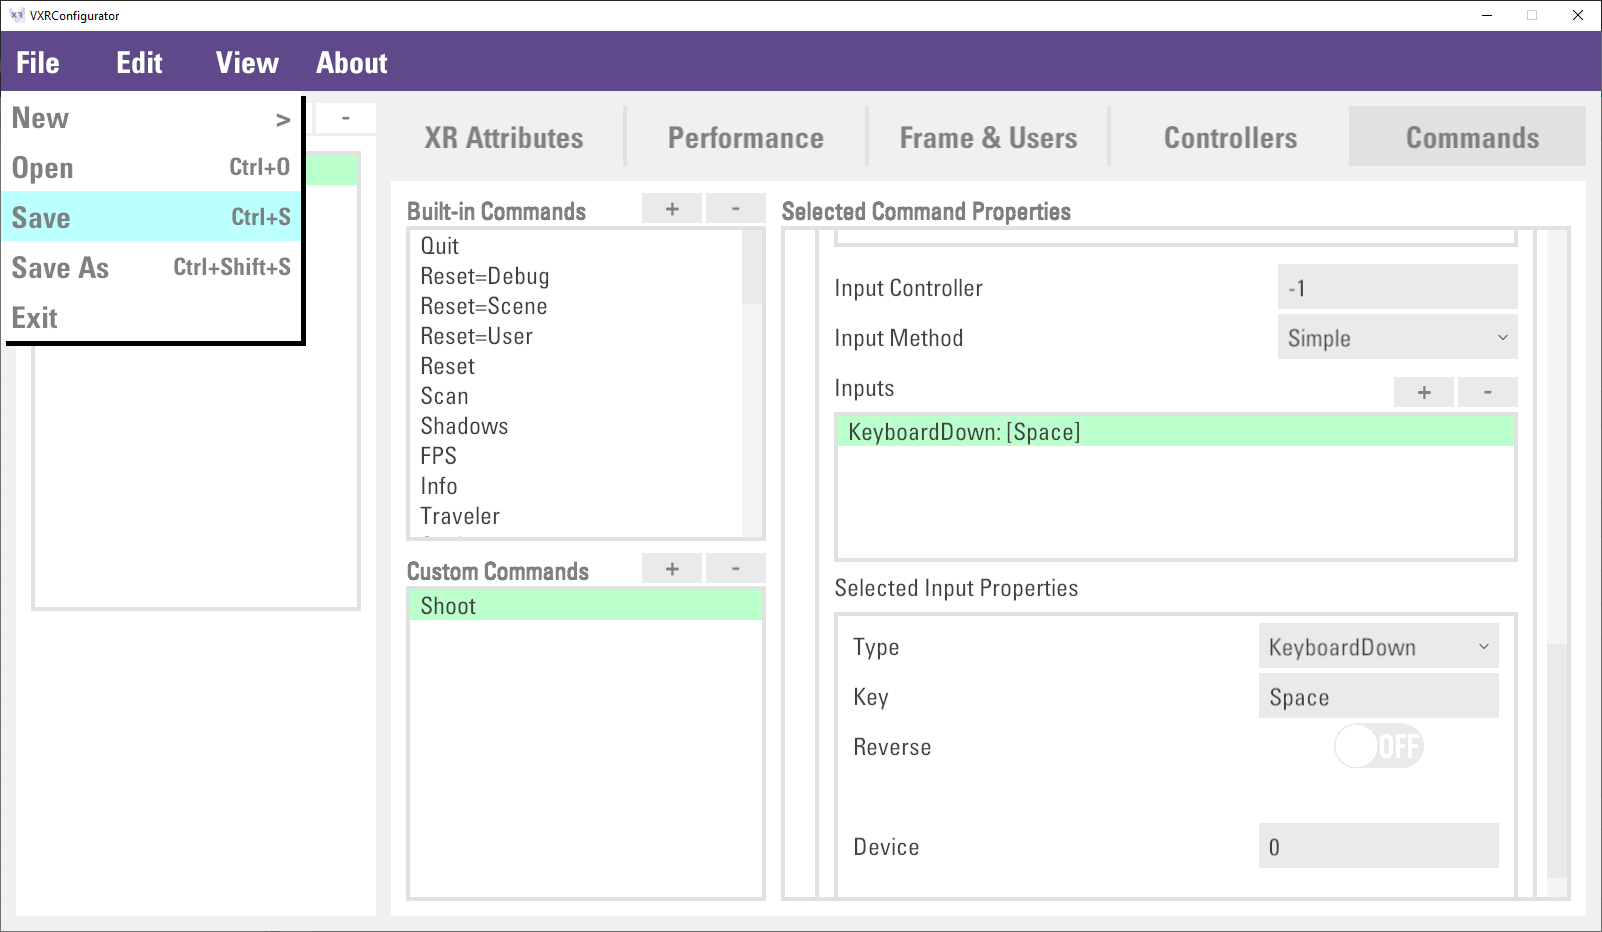 VXRConfigurator
File Edit View About
New >
Open Ctrl+O
Save Ctrl+S
Save As Ctrl+Shift+S
Exit
-
XR Attributes Performance Frame & Users Controllers Commands
Built-in Commands + -
Quit
Reset=Debug
Reset=Scene
Reset=User
Reset
Scan
Shadows
FPS
Info
Traveler
Custom Commands + -
Shoot
Selected Command Properties
Input Controller -1
Input Method Simple
Inputs + -
KeyboardDown: [Space]
Selected Input Properties
Type KeyboardDown
Key Space
Reverse OFF
Device 0